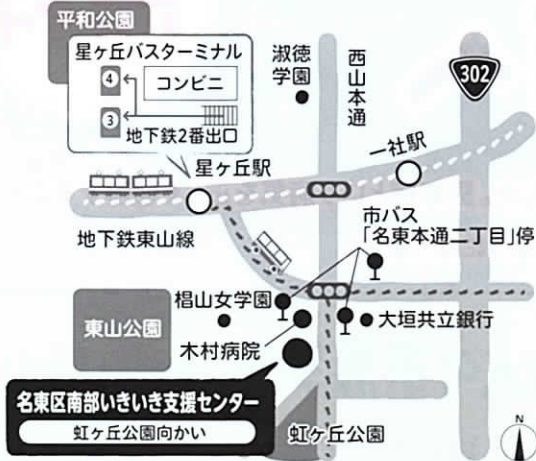 平和公園
星ヶ丘バスターミナル
④
コンビニ
③
地下鉄2番出口
淑徳
学園
西山本通
302
一社駅
星ヶ丘駅
地下鉄東山線
市バス
「名東本通二丁目」停
椙山女学園
東山公園
大垣共立銀行
木村病院
名東区南部いきいき支援センター
虹ヶ丘公園向かい
虹ヶ丘公園
N